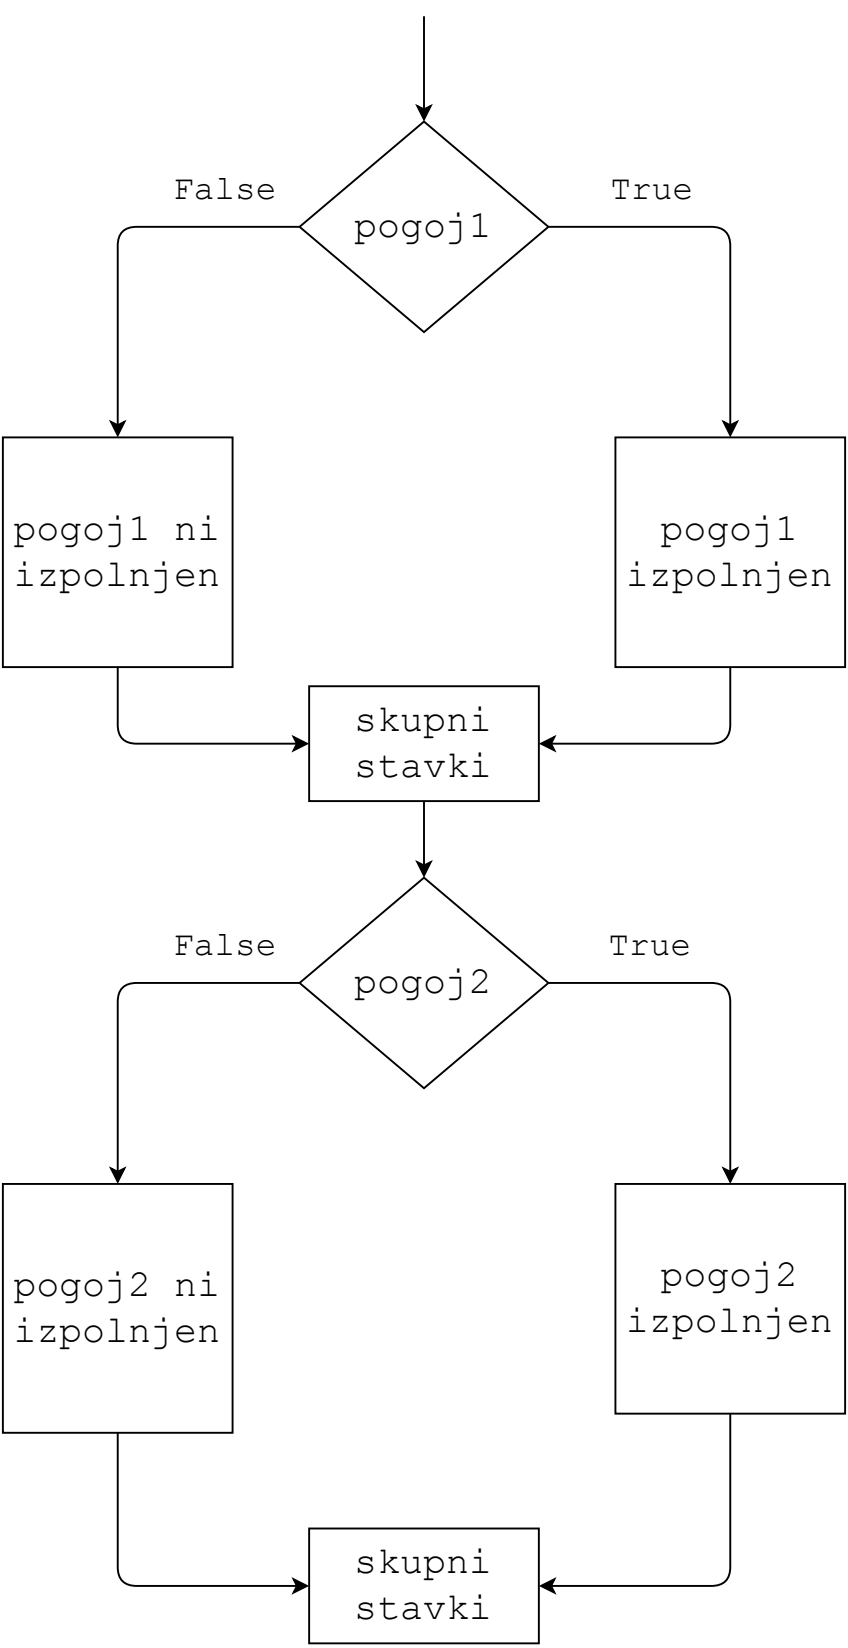 False
True
pogoj1
pogoj1 ni
izpolnjen
pogoj1
izpolnjen
skupni
stavki
False
True
pogoj2
pogoj2 ni
izpolnjen
pogoj2
izpolnjen
skupni
stavki